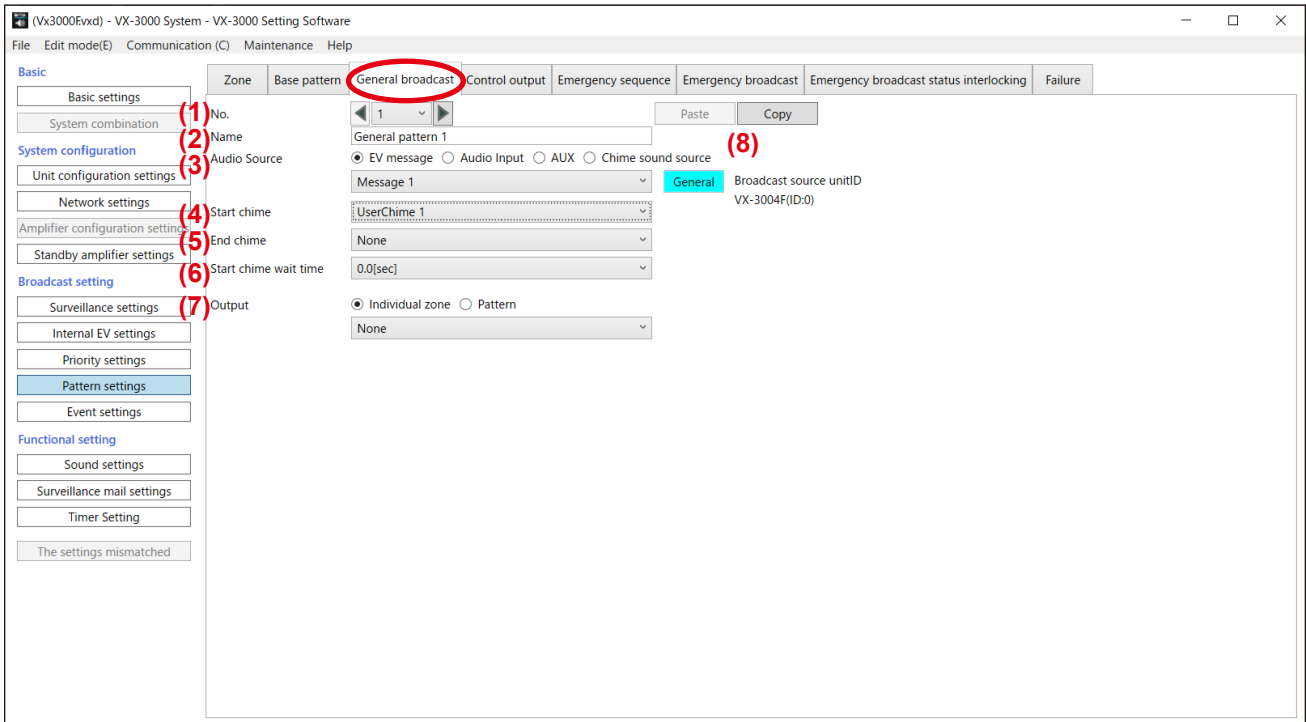 (Vx3000F.vxd) - VX-3000 System - VX-3000 Setting Software
File Edit mode(E) Communication (C) Maintenance Help
Basic
Basic settings
System combination
System configuration
Unit configuration settings
Network settings
Amplifier configuration settings
Standby amplifier settings
Broadcast setting
Surveillance settings
Internal EV settings
Priority settings
Pattern settings
Event settings
Functional setting
Sound settings
Surveillance mail settings
Timer Setting
The settings mismatched
Zone Base pattern General broadcast Control output Emergency sequence Emergency broadcast Emergency broadcast status interlocking Failure
(1) No. 1 Paste Copy
(2) Name General pattern 1 (8)
(3) Audio Source EV message Audio Input AUX Chime sound source
Message 1 General Broadcast source unitID
VX-3004F(ID:0)
(4) Start chime UserChime 1
(5) End chime None
(6) Start chime wait time 0.0[sec]
(7) Output Individual zone Pattern
None